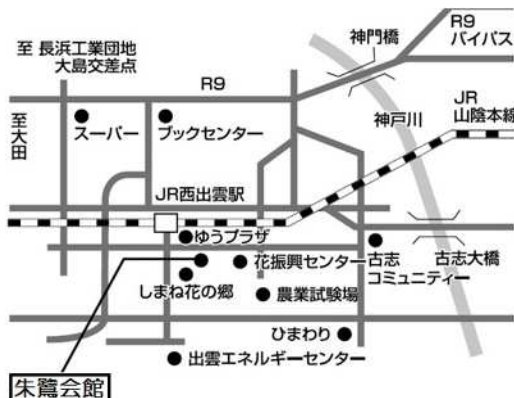 至 長浜工業団地
大島交差点
R9
神門橋
R9
バイパス
至大田
スーパー
ブックセンター
神戸川
JR
山陰本線
JR西出雲駅
ゆうプラザ
花振興センター
古志
コミュニティー
古志大橋
しまね花の郷
農業試験場
ひまわり
出雲エネルギーセンター
朱鷺会館